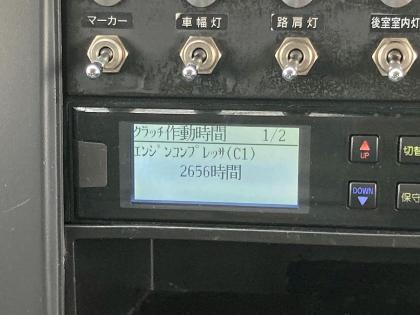 マーカー 車幅灯 路肩灯 後室室内灯
クラッチ作動時間 1/2
エンジンコンプレッサ(C1)
2656時間
UP 切替
DOWN 保守